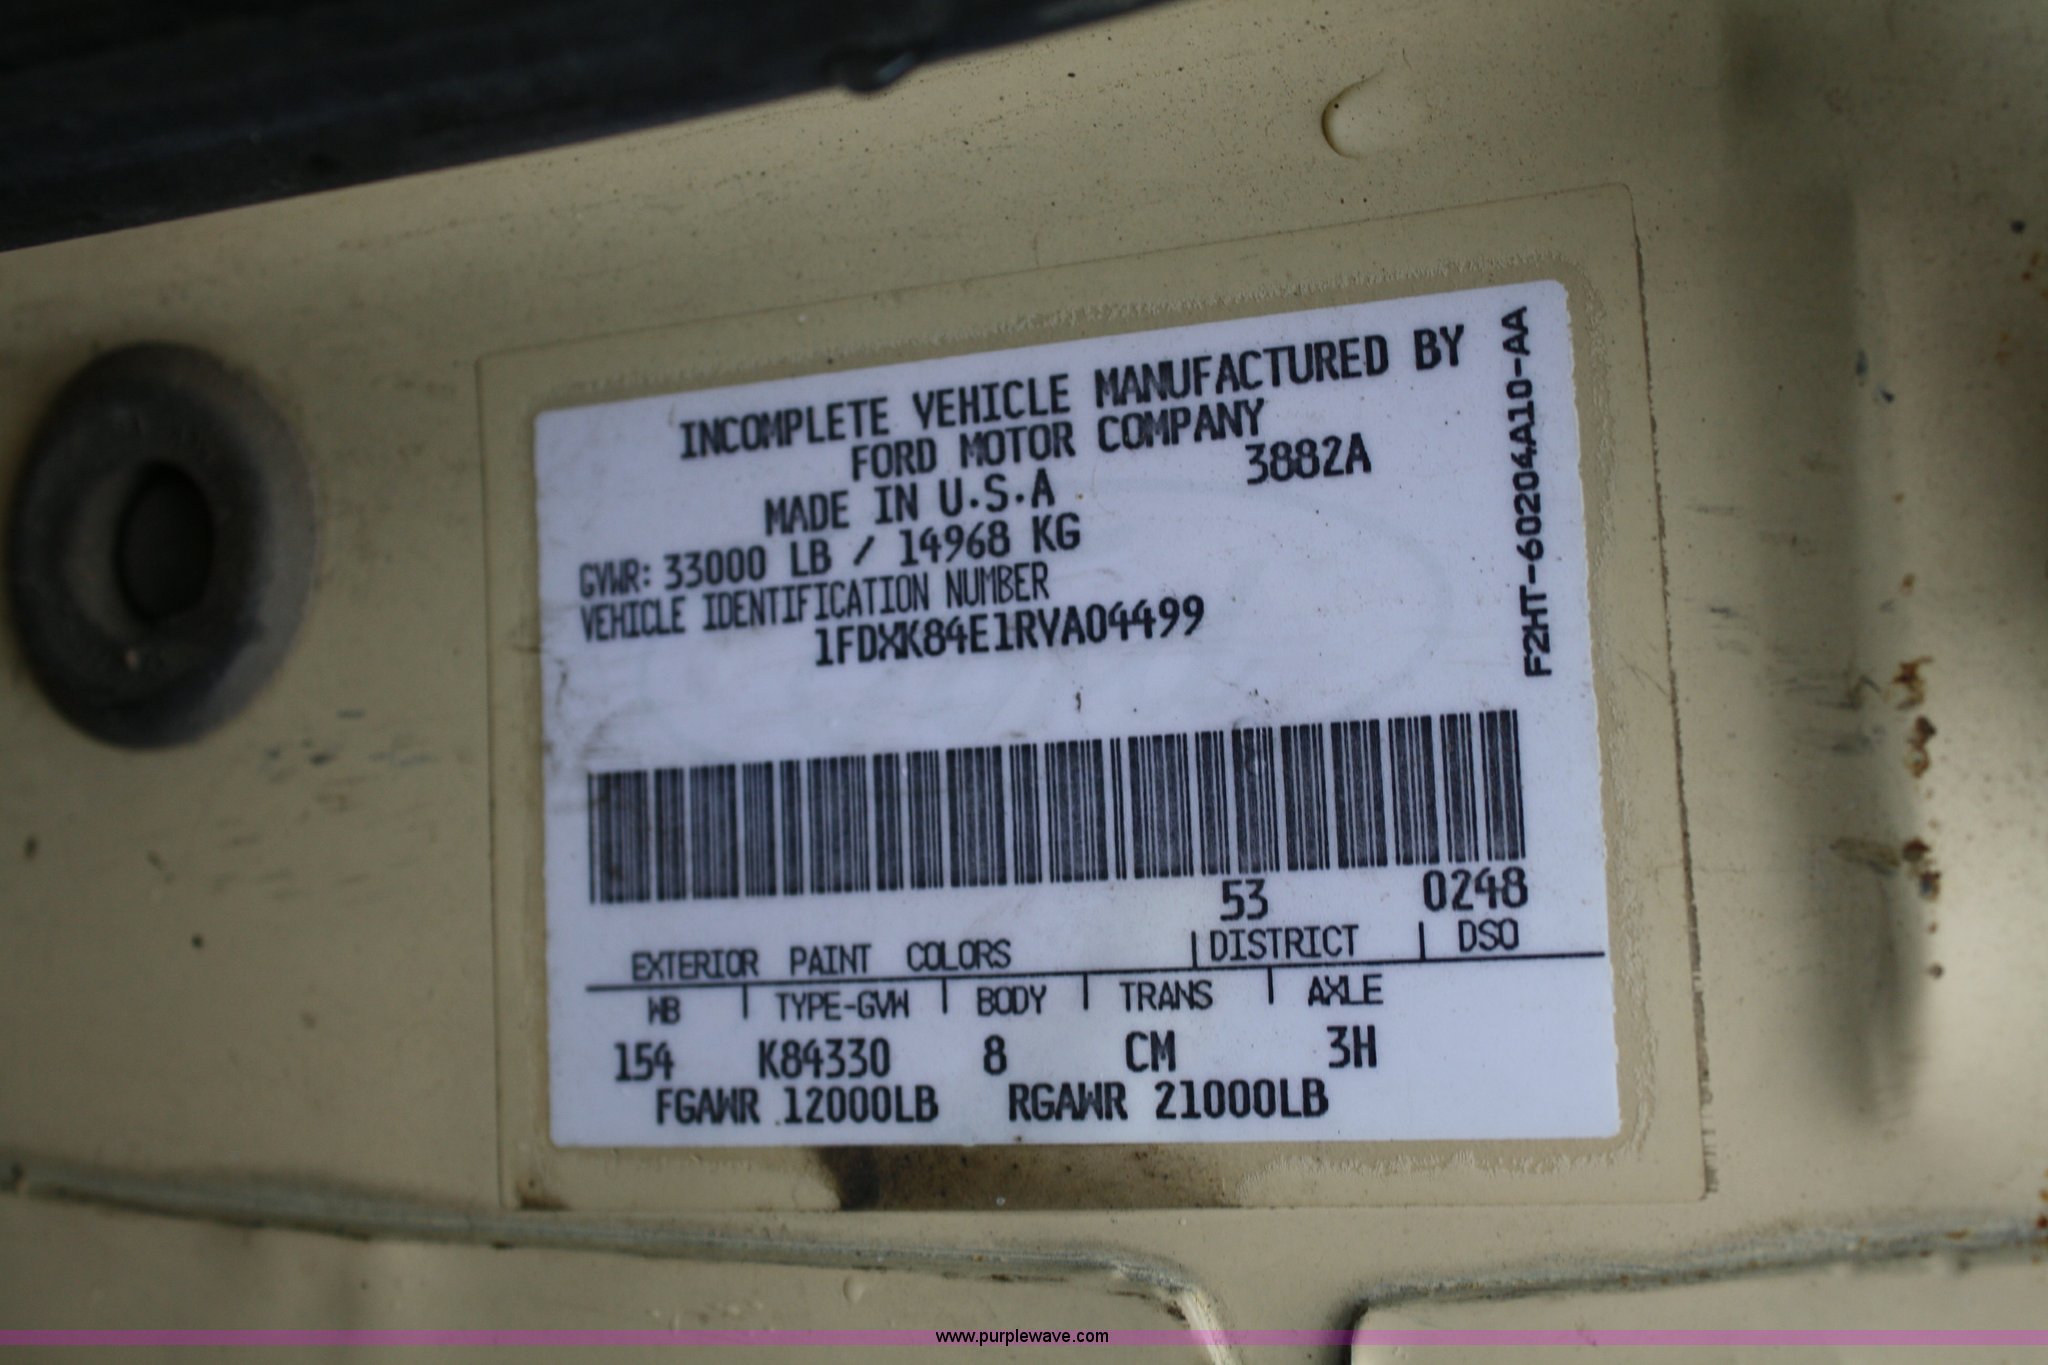 INCOMPLETE VEHICLE MANUFACTURED BY
FORD MOTOR COMPANY
3882A
MADE IN U.S.A
GVWR: 33000 LB / 14968 KG
VEHICLE IDENTIFICATION NUMBER
1FDXK84E1RVA04499
F2HT-60204A10-AA
53 0248
EXTERIOR PAINT COLORS | DISTRICT | DSO
WB | TYPE-GVW | BODY | TRANS | AXLE
154 K84330 8 CM 3H
FGAWR 12000LB RGAWR 21000LB
www.purplewave.com